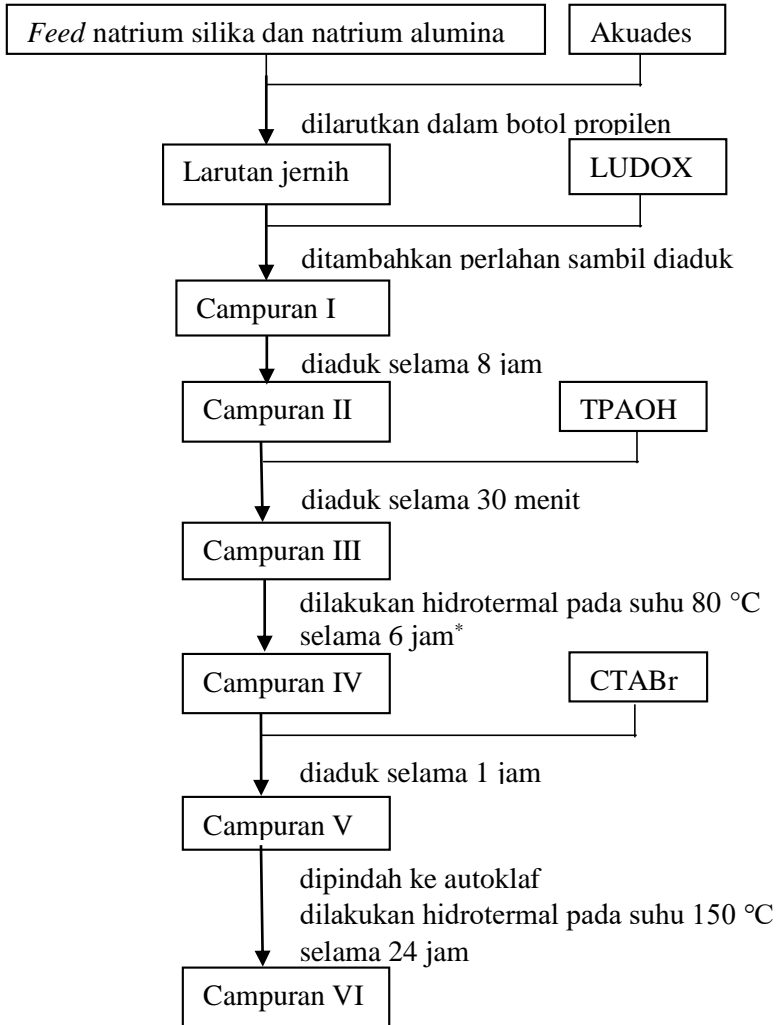 Feed natrium silika dan natrium alumina
Akuades
dilarutkan dalam botol propilen
Larutan jernih
LUDOX
ditambahkan perlahan sambil diaduk
Campuran I
diaduk selama 8 jam
Campuran II
TPAOH
diaduk selama 30 menit
Campuran III
dilakukan hidrotermal pada suhu 80 °C
selama 6 jam*
Campuran IV
CTABr
diaduk selama 1 jam
Campuran V
dipindah ke autoklaf
dilakukan hidrotermal pada suhu 150 °C
selama 24 jam
Campuran VI